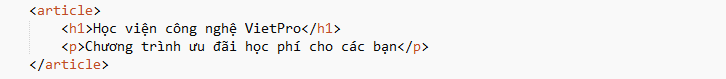 <article>
<h1>Học viện công nghệ VietPro</h1>
<p>Chương trình ưu đãi học phí cho các bạn</p>
</article>